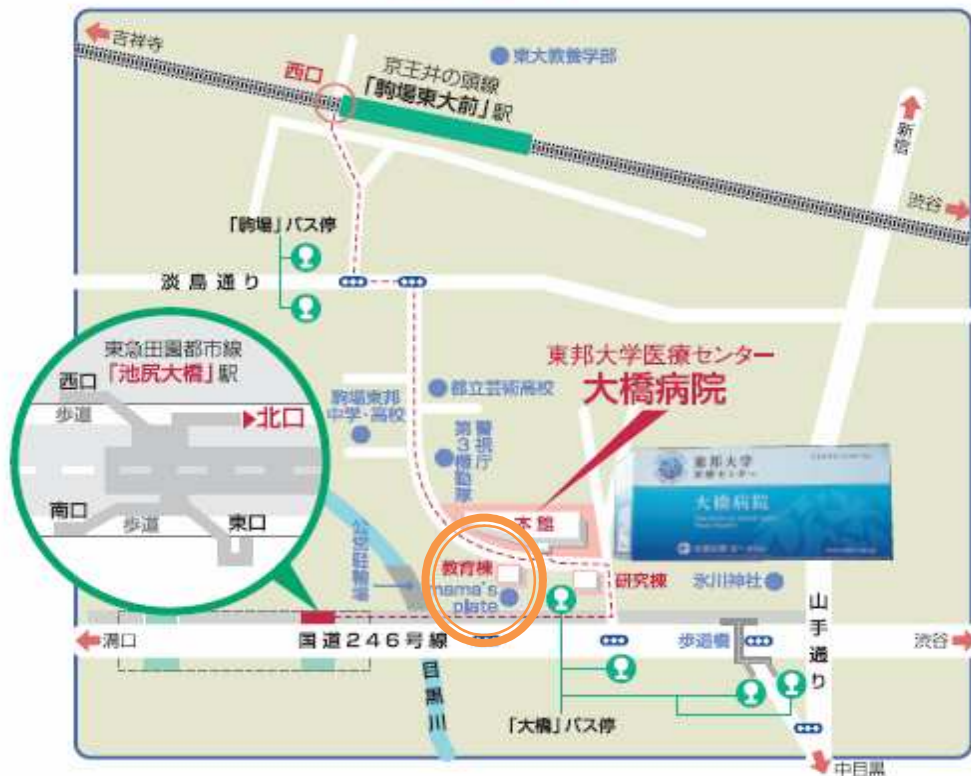 吉祥寺
西口
京王井の頭線
「駒場東大前」駅
東大教養学部
新宿
渋谷
「駒場」バス停
淡島通り
東急田園都市線
「池尻大橋」駅
西口
歩道
北口
南口
歩道
東口
駒場東邦
中学・高校
都立芸術高校
警視庁
第3機動隊
東邦大学医療センター
大橋病院
東邦大学
医療センター
大橋病院
本館
公営駐輪場
教育棟
mama's
plate
研究棟
氷川神社
山手通り
溝口
国道246号線
歩道橋
渋谷
目黒川
「大橋」バス停
中目黒